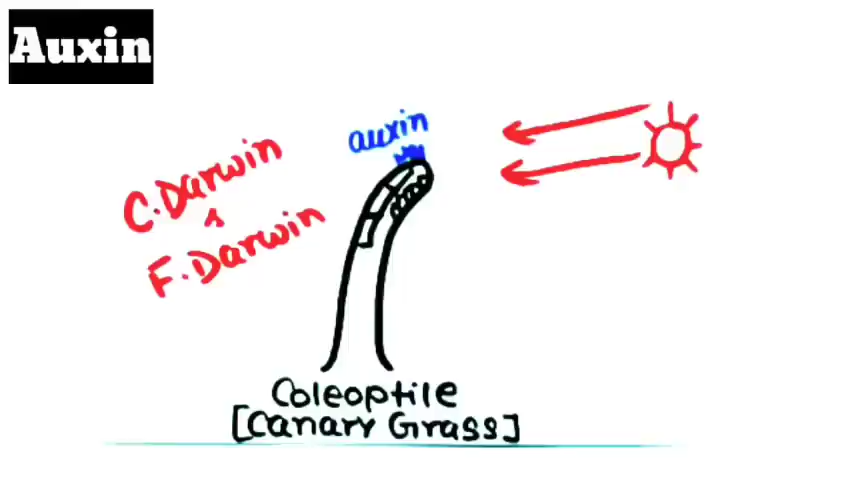 Auxin
auxin
C.Darwin
&
F.Darwin
Coleoptile
[Canary Grass]